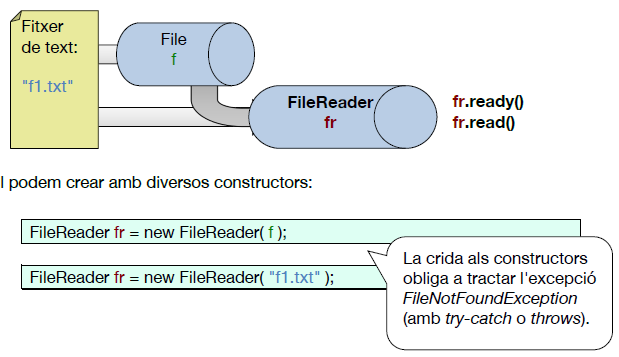 Fitxer
de text:
"f1.txt"
File
f
FileReader
fr
fr.ready()
fr.read()
I podem crear amb diversos constructors:
FileReader fr = new FileReader( f );
FileReader fr = new FileReader( "f1.txt" );
La crida als constructors
obliga a tractar l'excepció
FileNotFoundException
(amb try-catch o throws).